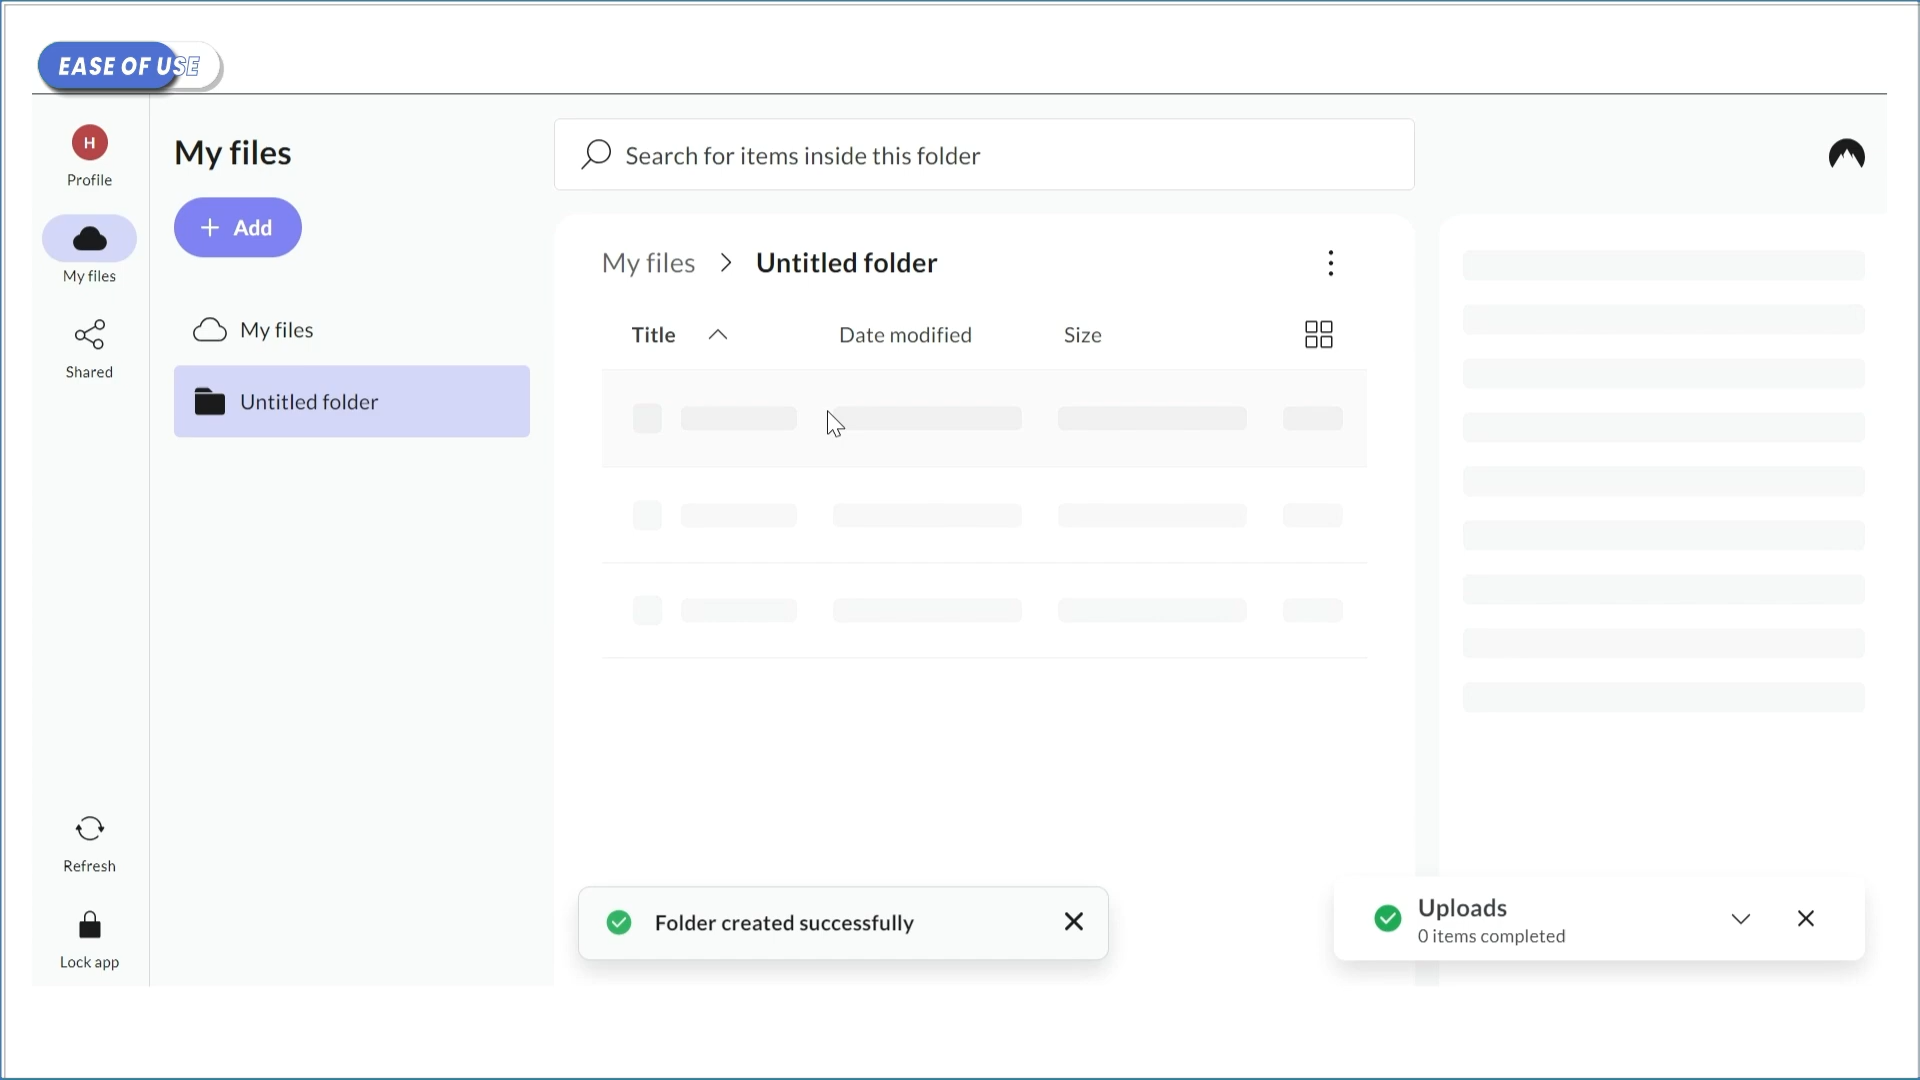 EASE OF USE
H
Profile
My files
Shared
Refresh
Lock app
My files
+ Add
My files
Untitled folder
Search for items inside this folder
My files > Untitled folder
Title Date modified Size
Folder created successfully
Uploads
0 items completed